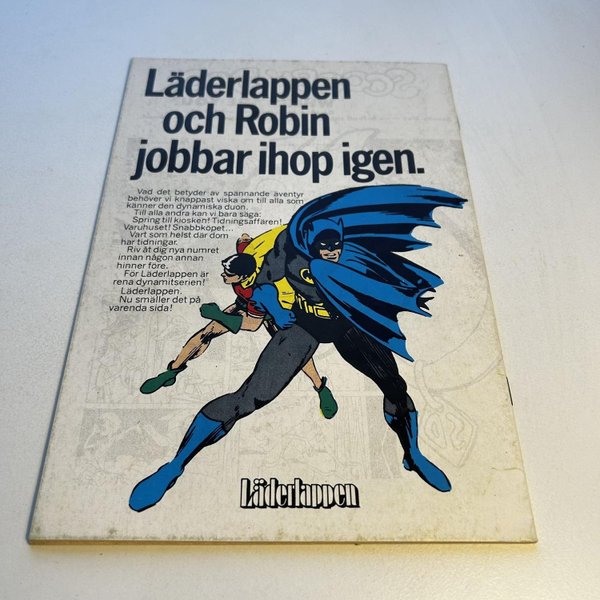 Läderlappen
och Robin
jobbar ihop igen.
Vad det betyder av spännande äventyr
behöver vi knappast viska om till alla som
känner den dynamiska duon.
Till alla andra kan vi bara säga:
Spring till kiosken! Tidningsaffären!
Varuhuset! Snabbköpet...
Vart som helst där dom
har tidningar.
Riv åt dig nya numret
innan någon annan
hinner före.
För Läderlappen är
rena dynamitserien!
Läderlappen.
Nu smäller det på
varenda sida!
Läderlappen